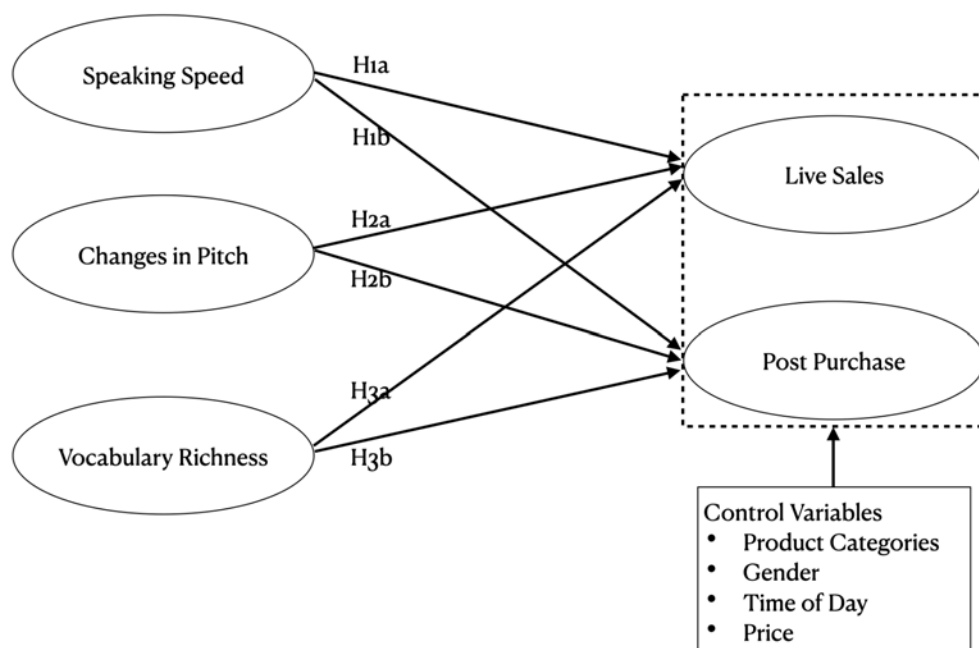 Speaking Speed
H1a
H1b
Live Sales
Changes in Pitch
H2a
H2b
Post Purchase
Vocabulary Richness
H3a
H3b
Control Variables
• Product Categories
• Gender
• Time of Day
• Price